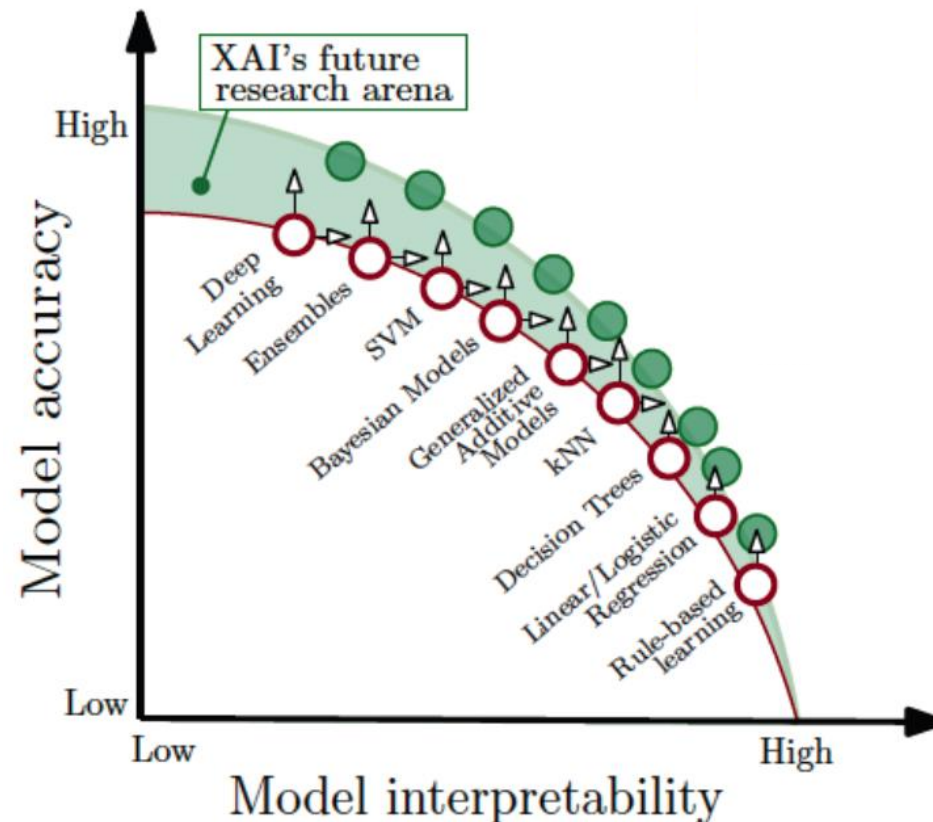 XAI's future
research arena
High
Model accuracy
Deep
Learning
Ensembles
SVM
Bayesian Models
Generalized
Additive
Models
kNN
Decision Trees
Linear/Logistic
Regression
Rule-based
learning
Low
Low
High
Model interpretability